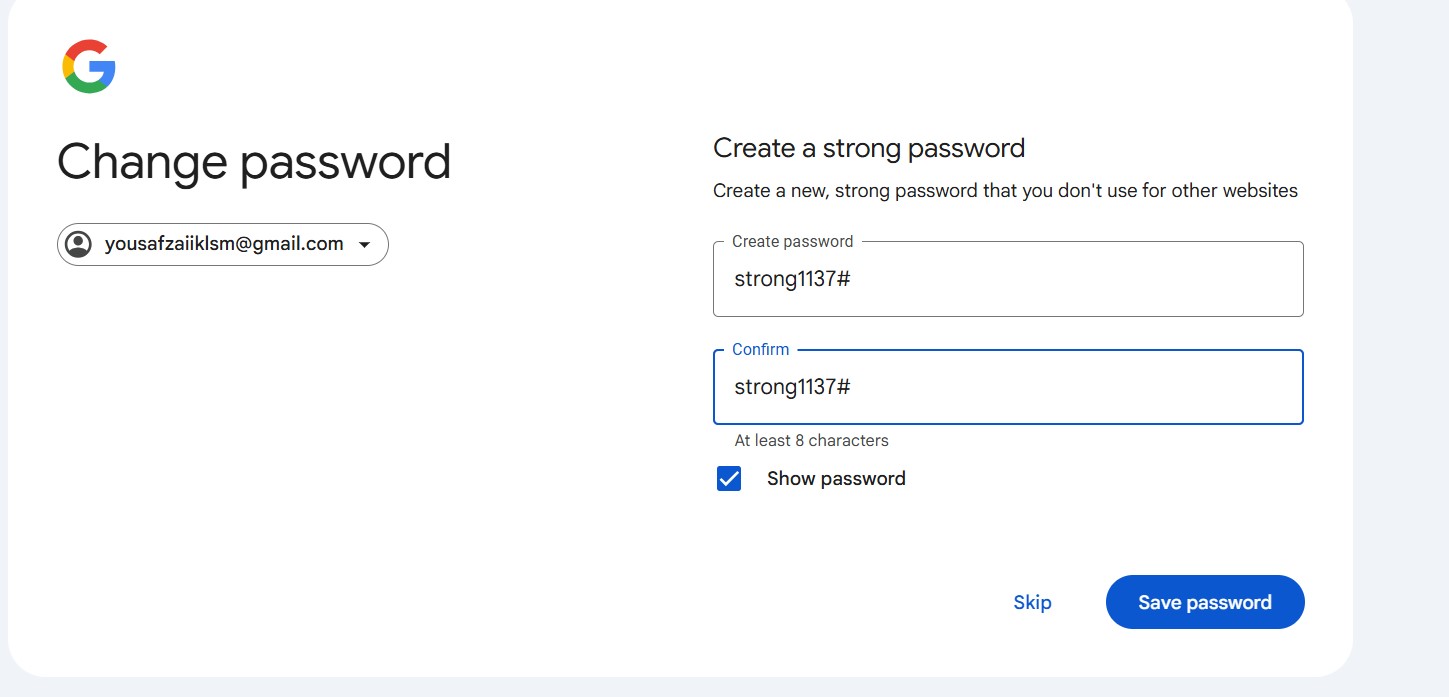 Change password
yousafzaiiklsm@gmail.com
Create a strong password
Create a new, strong password that you don't use for other websites
Create password
strong1137#
Confirm
strong1137#
At least 8 characters
Show password
Skip
Save password